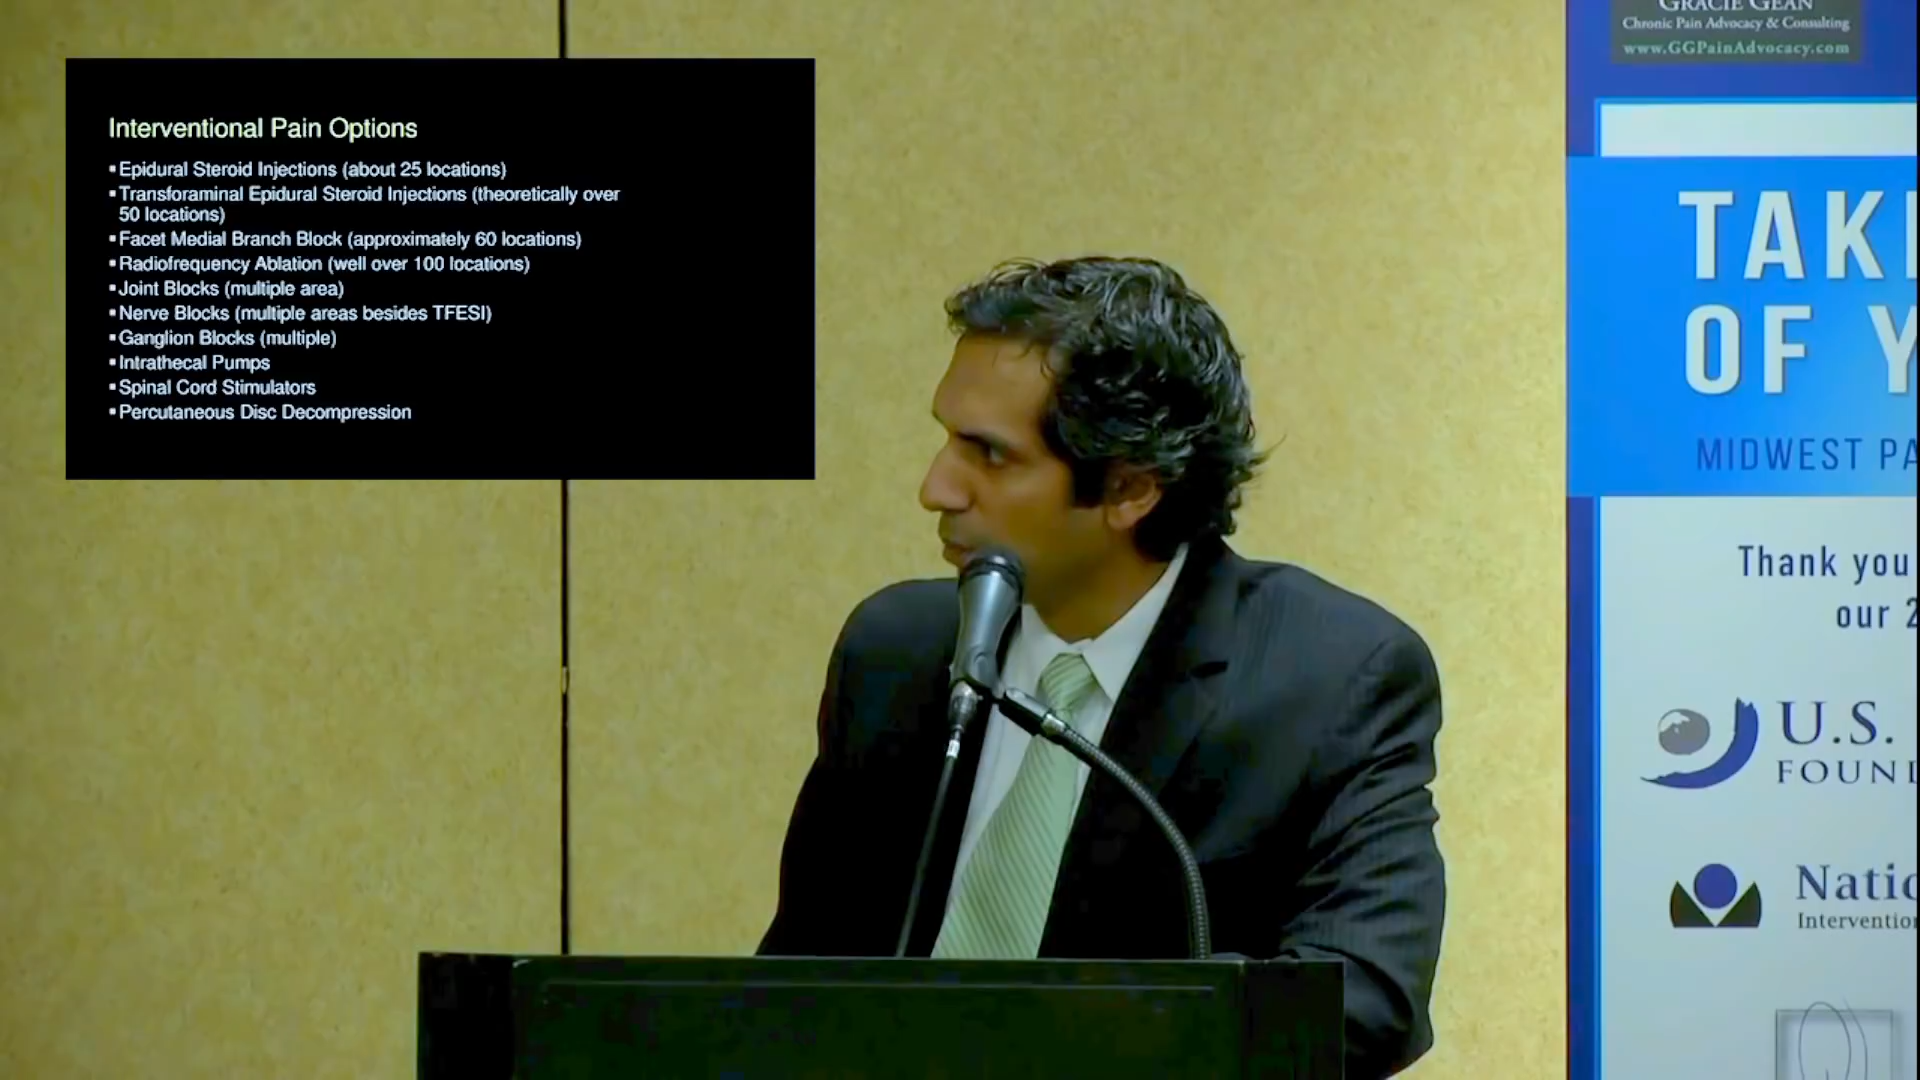 Interventional Pain Options
▪Epidural Steroid Injections (about 25 locations)
▪Transforaminal Epidural Steroid Injections (theoretically over
50 locations)
▪Facet Medial Branch Block (approximately 60 locations)
▪Radiofrequency Ablation (well over 100 locations)
▪Joint Blocks (multiple area)
▪Nerve Blocks (multiple areas besides TFESI)
▪Ganglion Blocks (multiple)
▪Intrathecal Pumps
▪Spinal Cord Stimulators
▪Percutaneous Disc Decompression
GRACIE GEAN
Chronic Pain Advocacy & Consulting
www.GGPainAdvocacy.com
TAK
OF Y
MIDWEST PA
Thank you
our 2
U.S.
FOUN
Natio
Interventio